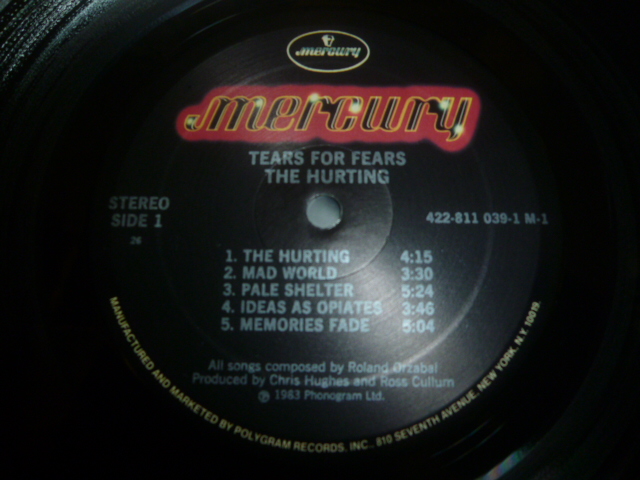 mercury
mercury
TEARS FOR FEARS
THE HURTING
STEREO
SIDE 1
26
422-811 039-1 M-1
1. THE HURTING 4:15
2. MAD WORLD 3:30
3. PALE SHELTER 5:24
4. IDEAS AS OPIATES 3:46
5. MEMORIES FADE 5:04
All songs composed by Roland Orzabal
Produced by Chris Hughes and Ross Cullum
℗ 1983 Phonogram Ltd.
MANUFACTURED AND MARKETED BY POLYGRAM RECORDS, INC., 810 SEVENTH AVENUE, NEW YORK, N.Y. 10019.